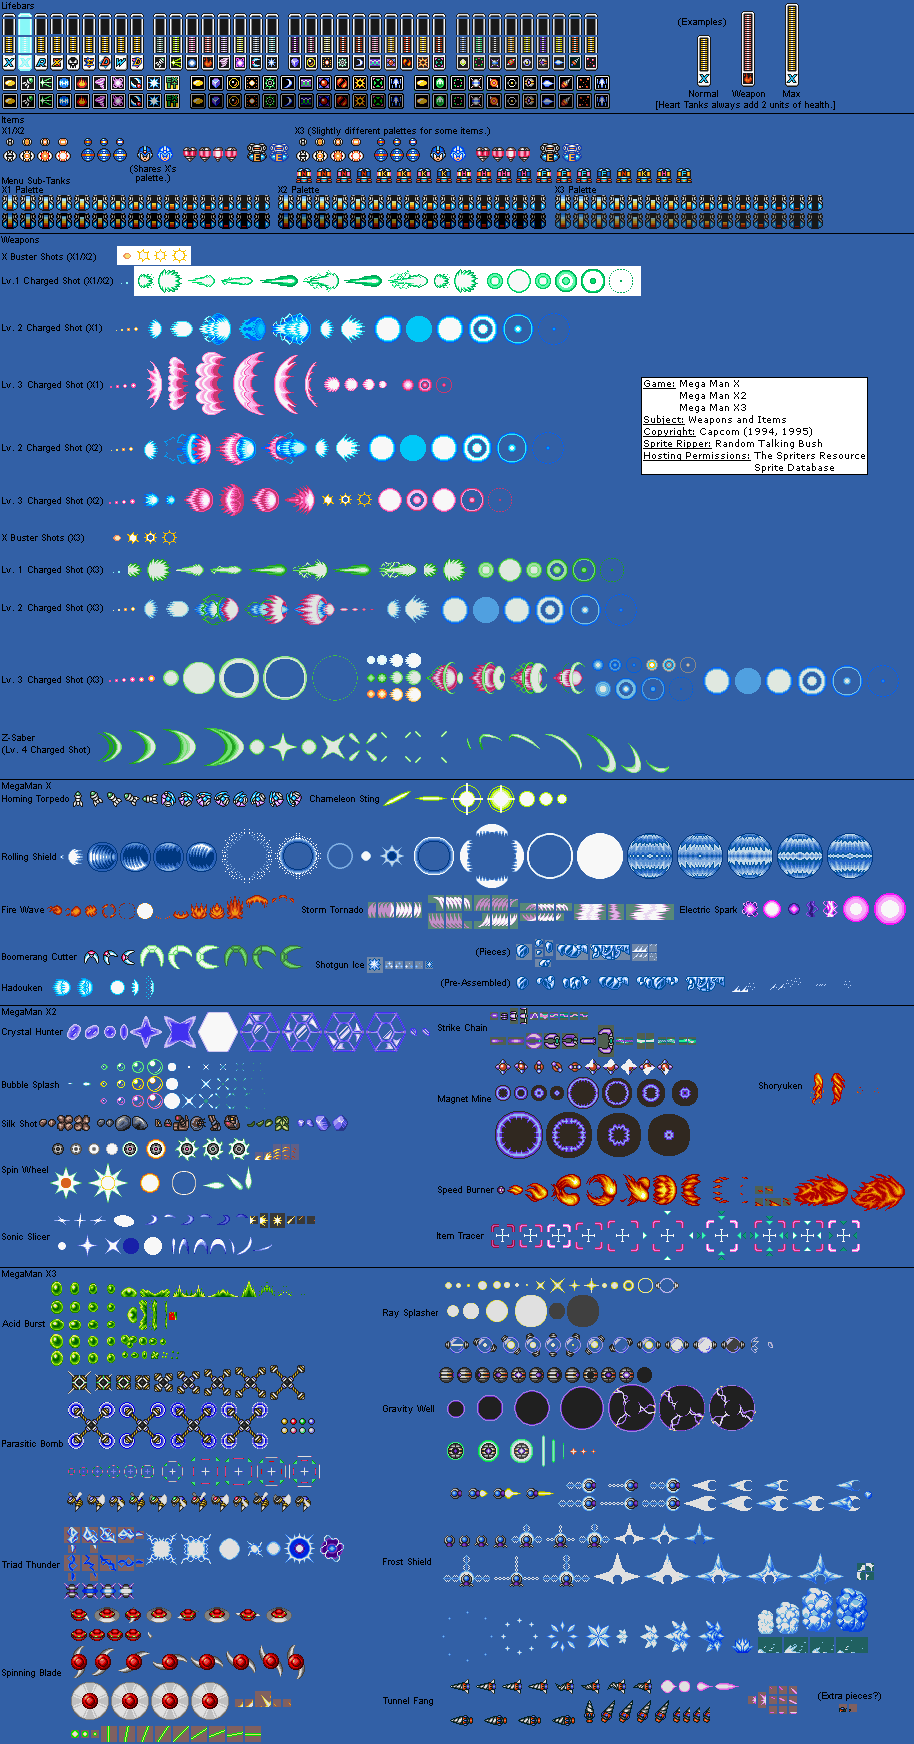 Lifebars
(Examples)
Normal Weapon Max
[Heart Tanks always add 2 units of health.]
Items
X1/X2
X3 (Slightly different palettes for some items.)
(Shares X's
palette.)
Menu Sub-Tanks
X1 Palette
X2 Palette
X3 Palette
Weapons
X Buster Shots (X1/X2)
Lv.1 Charged Shot (X1/X2)
Lv. 2 Charged Shot (X1)
Lv. 3 Charged Shot (X1)
Game: Mega Man X
Mega Man X2
Mega Man X3
Subject: Weapons and Items
Copyright: Capcom (1994, 1995)
Sprite Ripper: Random Talking Bush
Hosting Permissions: The Spriters Resource
Sprite Database
Lv. 2 Charged Shot (X2)
Lv. 3 Charged Shot (X2)
X Buster Shots (X3)
Lv. 1 Charged Shot (X3)
Lv. 2 Charged Shot (X3)
Lv. 3 Charged Shot (X3)
Z-Saber
(Lv. 4 Charged Shot)
MegaMan X
Homing Torpedo
Chameleon Sting
Rolling Shield
Fire Wave
Storm Tornado
Electric Spark
Boomerang Cutter
Shotgun Ice
(Pieces)
(Pre-Assembled)
Hadouken
MegaMan X2
Crystal Hunter
Strike Chain
Bubble Splash
Magnet Mine
Shoryuken
Silk Shot
Spin Wheel
Speed Burner
Sonic Slicer
Item Tracer
MegaMan X3
Acid Burst
Ray Splasher
Gravity Well
Parasitic Bomb
Triad Thunder
Frost Shield
Spinning Blade
Tunnel Fang
(Extra pieces?)